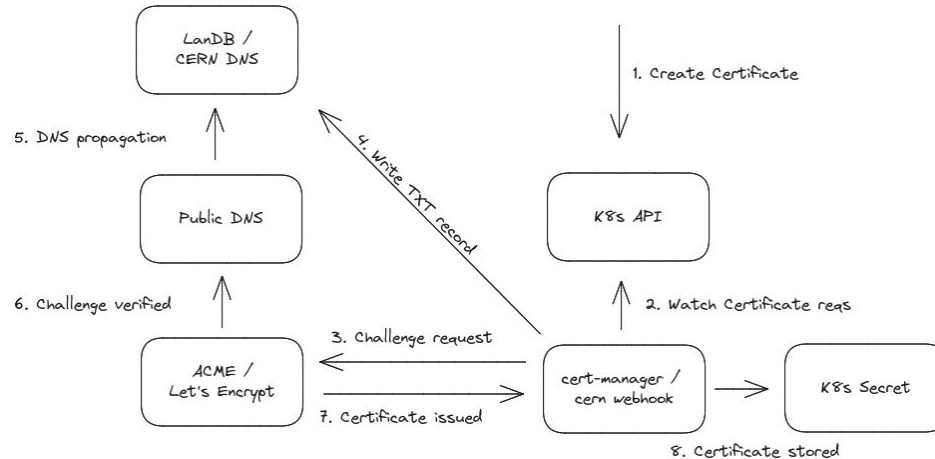 LanDB /
CERN DNS
1. Create Certificate
5. DNS propagation
4. Write TXT record
Public DNS
K8s API
6. Challenge verified
2. Watch Certificate reqs
3. Challenge request
ACME /
Let's Encrypt
cert-manager /
cern webhook
K8s Secret
7. Certificate issued
8. Certificate stored